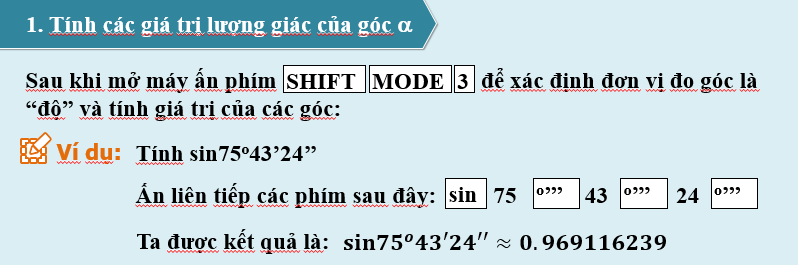 1. Tính các giá trị lượng giác của góc α
Sau khi mở máy ấn phím SHIFT MODE 3 để xác định đơn vị đo góc là
“độ” và tính giá trị của các góc:
Ví dụ: Tính sin75º43’24”
Ấn liên tiếp các phím sau đây: sin 75 º’’’ 43 º’’’ 24 º’’’
Ta được kết quả là: sin75ᵒ43′24′′ ≈ 0.969116239